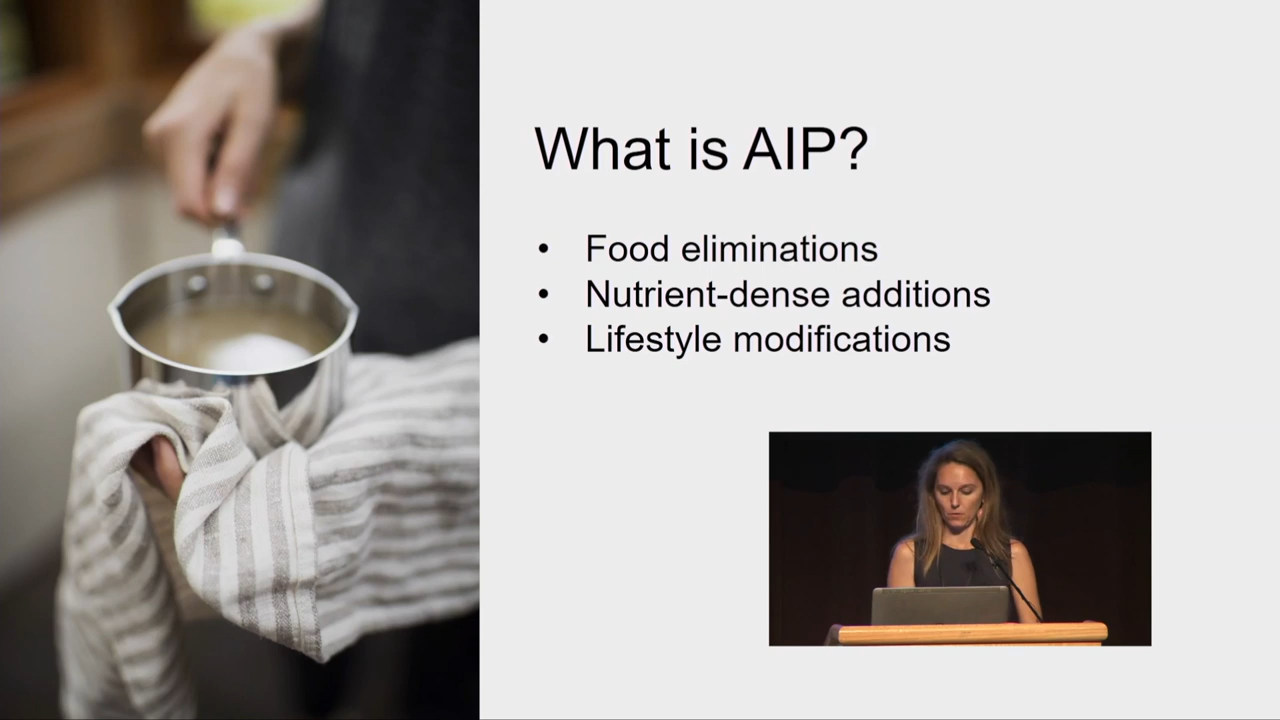 What is AIP?
• Food eliminations
• Nutrient-dense additions
• Lifestyle modifications